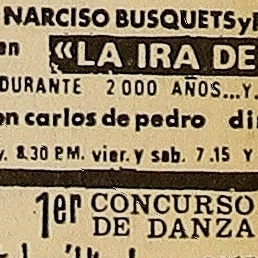 NARCISO BUSQUETS y
en «LA IRA DE
DURANTE 2000 AÑOS...Y.
en carlos de pedro di
y. 8.30 P.M. vier. y sab. 7.15 Y
1er CONCURSO
DE DANZA